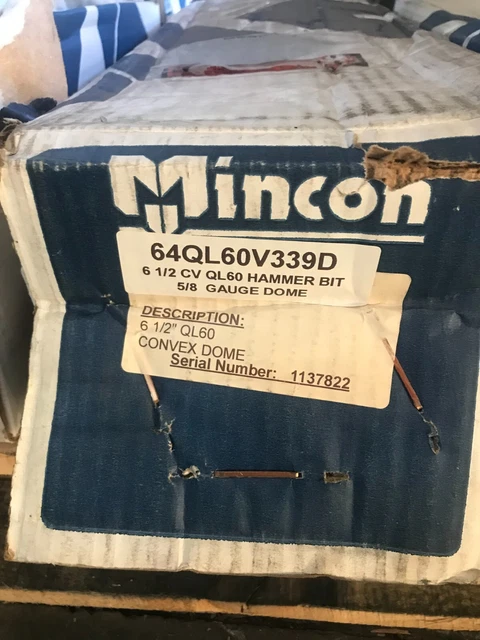 Mincon
64QL60V339D
6 1/2 CV QL60 HAMMER BIT
5/8 GAUGE DOME
DESCRIPTION:
6 1/2" QL60
CONVEX DOME
Serial Number: 1137822